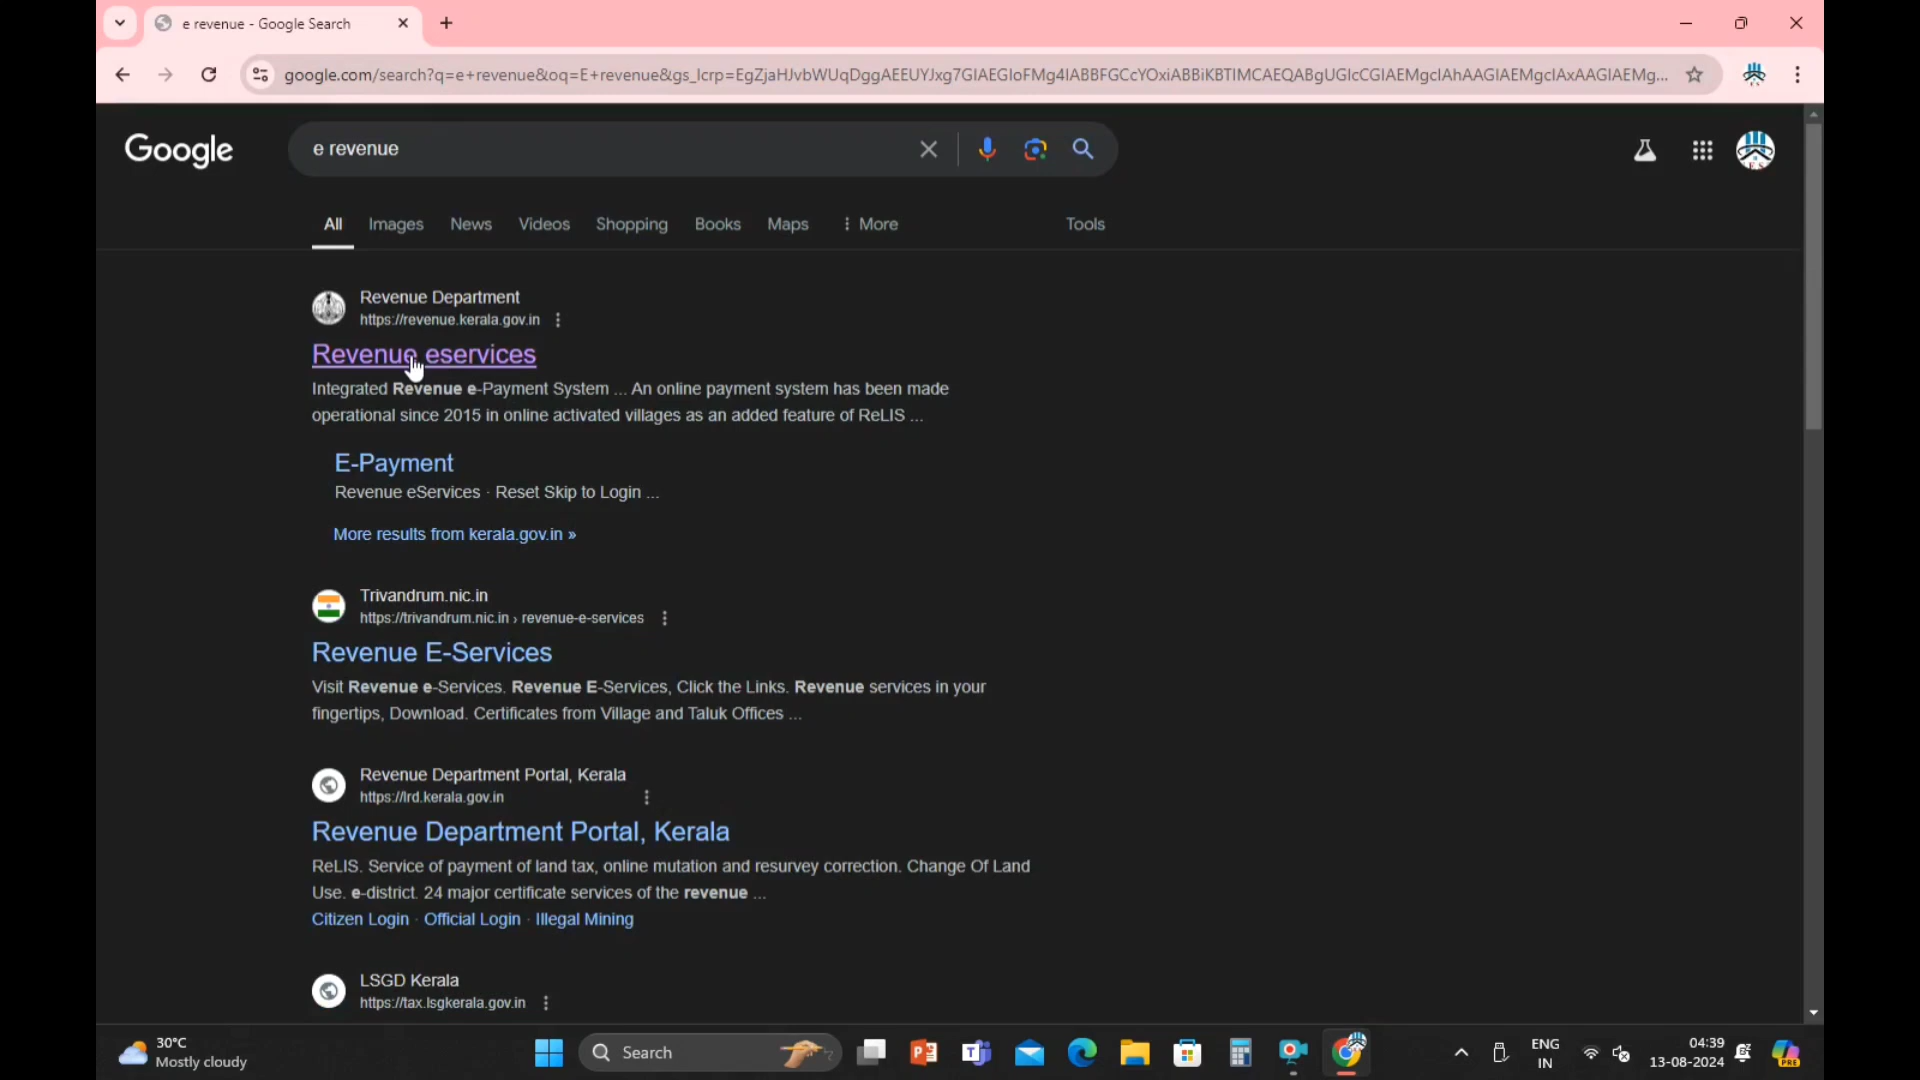 e revenue - Google Search
google.com/search?q=e+revenue&oq=E+revenue&gs_lcrp=EgZjaHJvbWUqDggAEEUYJxg7GIAEGIoFMg4IABBFGCcYOxiABBiKBTIMCAEQABgUGIcCGIAEMgcIAhAAGIAEMgcIAxAAGIAEMg...
Google
e revenue
All Images News Videos Shopping Books Maps More Tools
Revenue Department
https://revenue.kerala.gov.in
Revenue eservices
Integrated Revenue e-Payment System ... An online payment system has been made
operational since 2015 in online activated villages as an added feature of ReLIS ...
E-Payment
Revenue eServices · Reset Skip to Login ...
More results from kerala.gov.in »
Trivandrum.nic.in
https://trivandrum.nic.in › revenue-e-services
Revenue E-Services
Visit Revenue e-Services. Revenue E-Services, Click the Links. Revenue services in your
fingertips, Download. Certificates from Village and Taluk Offices ...
Revenue Department Portal, Kerala
https://lrd.kerala.gov.in
Revenue Department Portal, Kerala
ReLIS. Service of payment of land tax, online mutation and resurvey correction. Change Of Land
Use. e-district. 24 major certificate services of the revenue ...
Citizen Login · Official Login · Illegal Mining
LSGD Kerala
https://tax.lsgkerala.gov.in
30°C
Mostly cloudy
Search
ENG
IN
04:39
13-08-2024
PRE